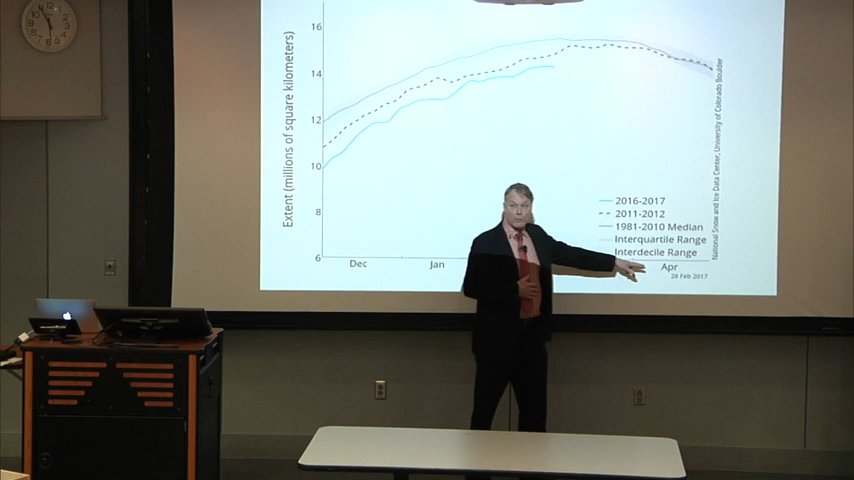 16
14
12
10
8
6
Extent (millions of square kilometers)
Dec
Jan
Apr
2016-2017
2011-2012
1981-2010 Median
Interquartile Range
Interdecile Range
28 Feb 2017
National Snow and Ice Data Center, University of Colorado Boulder